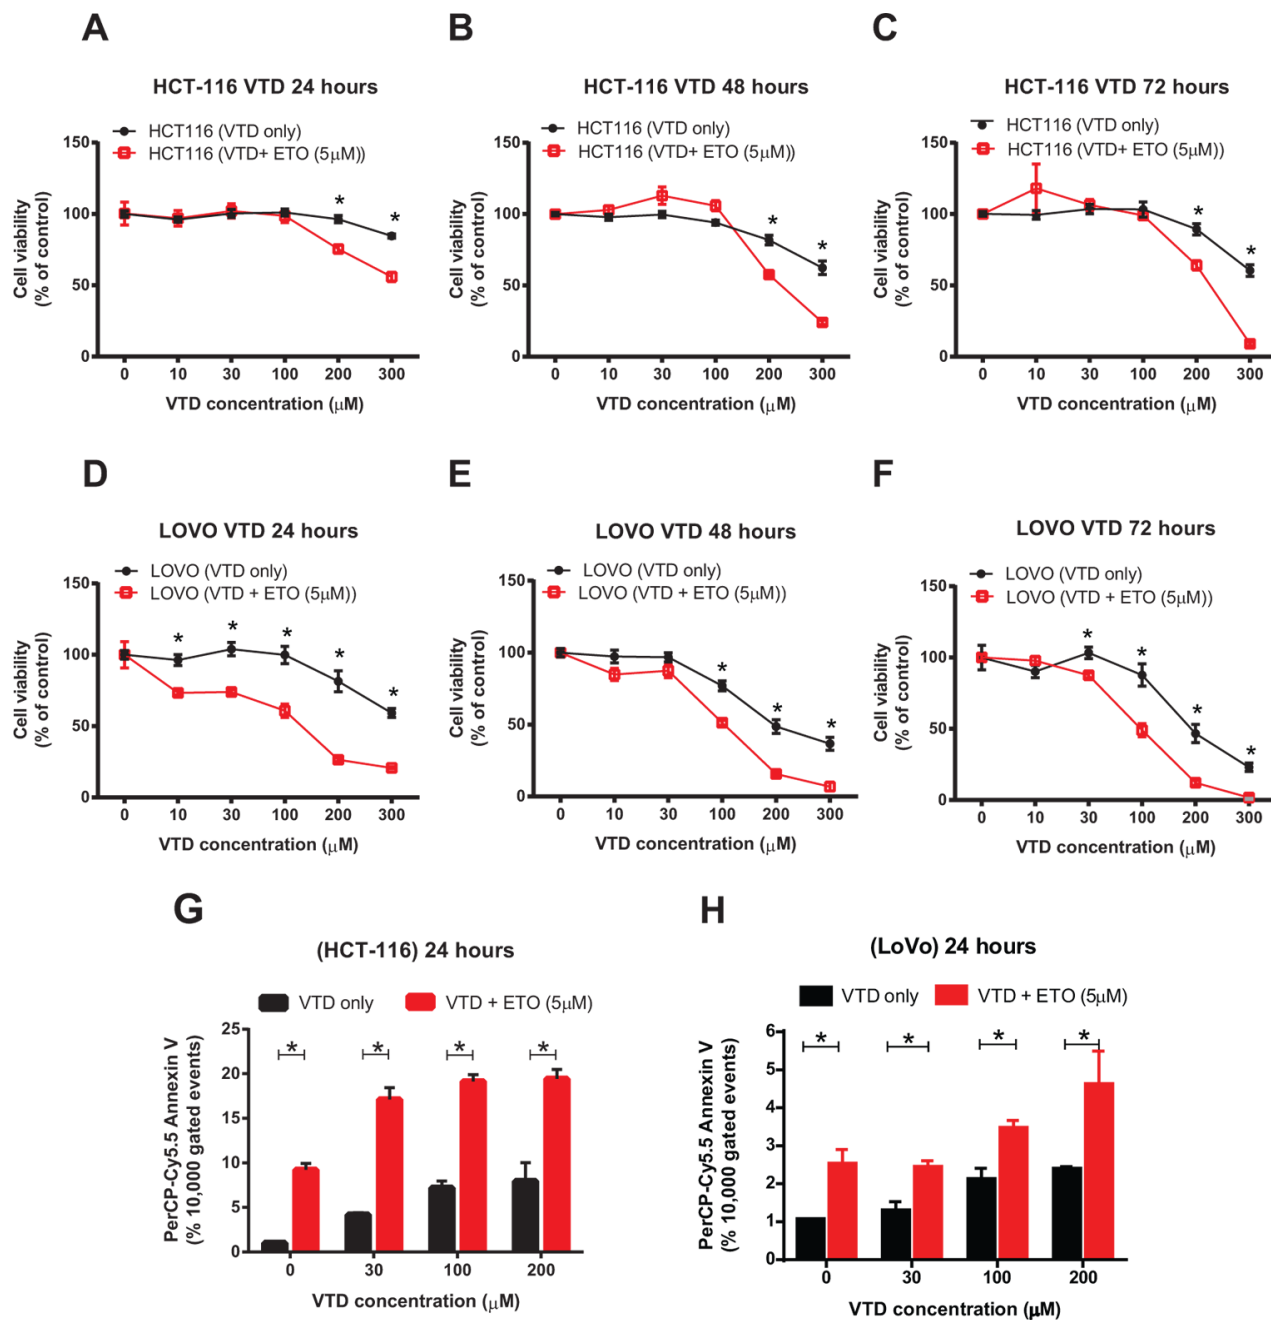 A
HCT-116 VTD 24 hours
HCT116 (VTD only)
HCT116 (VTD+ ETO (5μM))
150
100
50
0
Cell viability
(% of control)
* *
0 10 30 100 200 300
VTD concentration (μM)
B
HCT-116 VTD 48 hours
HCT116 (VTD only)
HCT116 (VTD+ ETO (5μM))
150
100
50
0
Cell viability
(% of control)
* *
0 10 30 100 200 300
VTD concentration (μM)
C
HCT-116 VTD 72 hours
HCT116 (VTD only)
HCT116 (VTD+ ETO (5μM))
150
100
50
0
Cell viability
(% of control)
* *
0 10 30 100 200 300
VTD concentration (μM)
D
LOVO VTD 24 hours
LOVO (VTD only)
LOVO (VTD + ETO (5μM))
150
100
50
0
Cell viability
(% of control)
* * * * *
0 10 30 100 200 300
VTD concentration (μM)
E
LOVO VTD 48 hours
LOVO (VTD only)
LOVO (VTD + ETO (5μM))
150
100
50
0
Cell viability
(% of control)
* * *
0 10 30 100 200 300
VTD concentration (μM)
F
LOVO VTD 72 hours
LOVO (VTD only)
LOVO (VTD + ETO (5μM))
150
100
50
0
Cell viability
(% of control)
* * * *
0 10 30 100 200 300
VTD concentration (μM)
G
(HCT-116) 24 hours
VTD only VTD + ETO (5μM)
25
20
15
10
5
0
PerCP-Cy5.5 Annexin V
(% 10,000 gated events)
* * * *
0 30 100 200
VTD concentration (μM)
H
(LoVo) 24 hours
VTD only VTD + ETO (5μM)
6
5
4
3
2
1
0
PerCP-Cy5.5 Annexin V
(% 10,000 gated events)
* * * *
0 30 100 200
VTD concentration (μM)